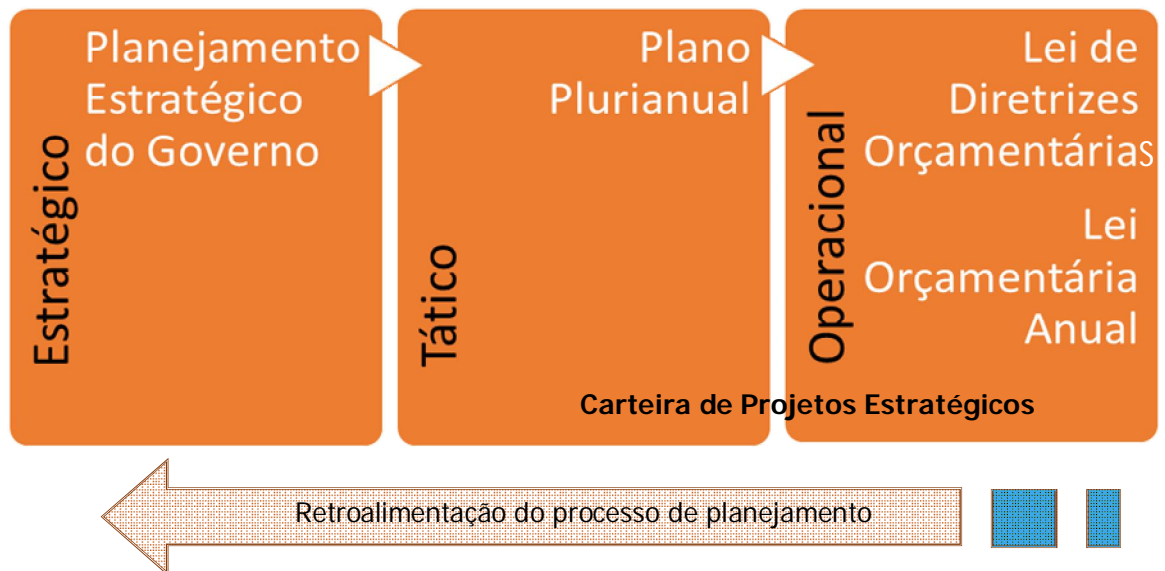 Estratégico
Planejamento
Estratégico
do Governo
Tático
Plano
Plurianual
Operacional
Lei de
Diretrizes
Orçamentárias
Lei
Orçamentária
Anual
Carteira de Projetos Estratégicos
Retroalimentação do processo de planejamento